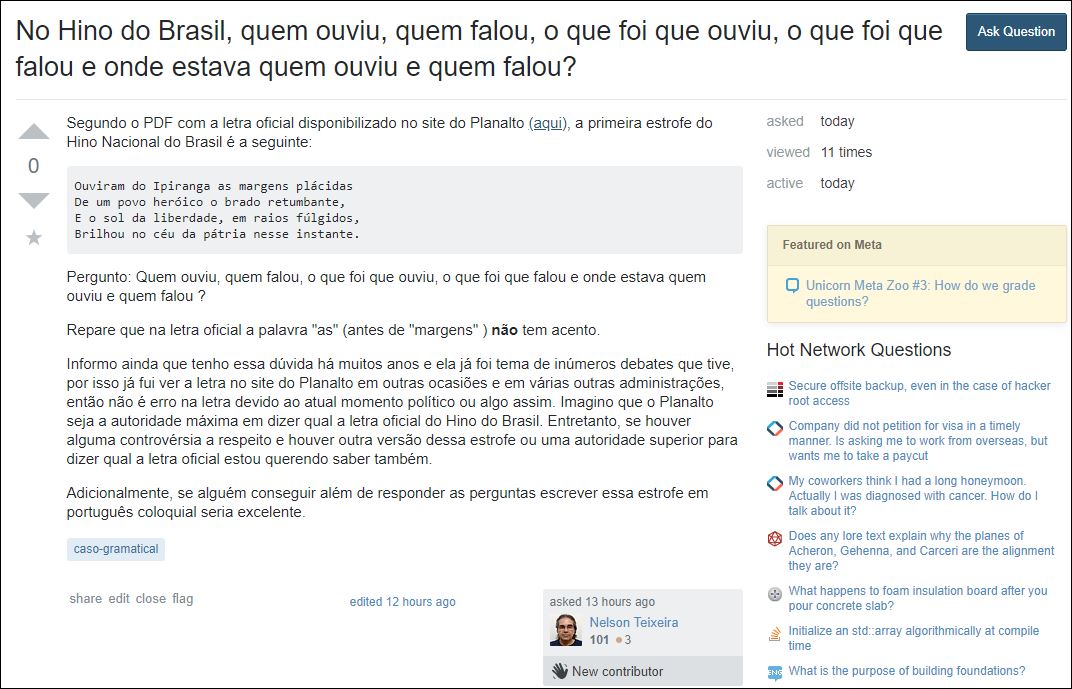 No Hino do Brasil, quem ouviu, quem falou, o que foi que ouviu, o que foi que
falou e onde estava quem ouviu e quem falou?
Ask Question
0
Segundo o PDF com a letra oficial disponibilizado no site do Planalto (aqui), a primeira estrofe do
Hino Nacional do Brasil é a seguinte:
Ouviram do Ipiranga as margens plácidas
De um povo heróico o brado retumbante,
E o sol da liberdade, em raios fúlgidos,
Brilhou no céu da pátria nesse instante.
Pergunto: Quem ouviu, quem falou, o que foi que ouviu, o que foi que falou e onde estava quem
ouviu e quem falou ?
Repare que na letra oficial a palavra "as" (antes de "margens" ) não tem acento.
Informo ainda que tenho essa dúvida há muitos anos e ela já foi tema de inúmeros debates que tive,
por isso já fui ver a letra no site do Planalto em outras ocasiões e em várias outras administrações,
então não é erro na letra devido ao atual momento político ou algo assim. Imagino que o Planalto
seja a autoridade máxima em dizer qual a letra oficial do Hino do Brasil. Entretanto, se houver
alguma controvérsia a respeito e houver outra versão dessa estrofe ou uma autoridade superior para
dizer qual a letra oficial estou querendo saber também.
Adicionalmente, se alguém conseguir além de responder as perguntas escrever essa estrofe em
português coloquial seria excelente.
caso-gramatical
share edit close flag
edited 12 hours ago
asked 13 hours ago
Nelson Teixeira
101 ●3
New contributor
asked today
viewed 11 times
active today
Featured on Meta
Unicorn Meta Zoo #3: How do we grade
questions?
Hot Network Questions
Secure offsite backup, even in the case of hacker
root access
Company did not petition for visa in a timely
manner. Is asking me to work from overseas, but
wants me to take a paycut
My coworkers think I had a long honeymoon.
Actually I was diagnosed with cancer. How do I
talk about it?
Does any lore text explain why the planes of
Acheron, Gehenna, and Carceri are the alignment
they are?
What happens to foam insulation board after you
pour concrete slab?
Initialize an std::array algorithmically at compile
time
ENG
What is the purpose of building foundations?